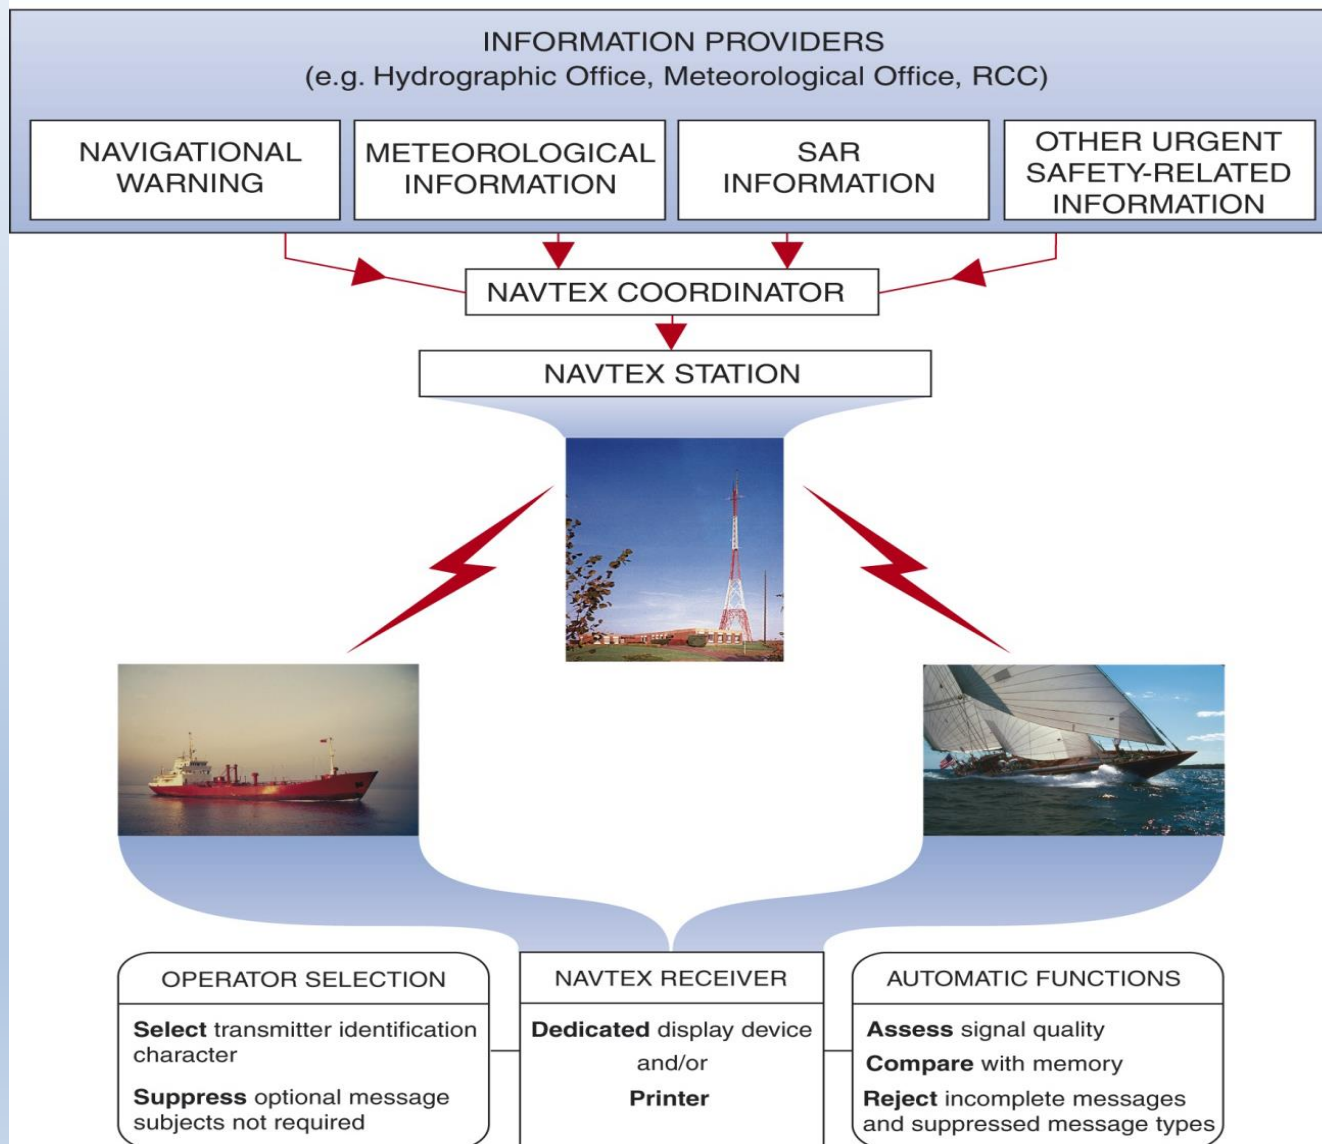 INFORMATION PROVIDERS
(e.g. Hydrographic Office, Meteorological Office, RCC)
NAVIGATIONAL
WARNING
METEOROLOGICAL
INFORMATION
SAR
INFORMATION
OTHER URGENT
SAFETY-RELATED
INFORMATION
NAVTEX COORDINATOR
NAVTEX STATION
OPERATOR SELECTION
Select transmitter identification
character
Suppress optional message
subjects not required
NAVTEX RECEIVER
Dedicated display device
and/or
Printer
AUTOMATIC FUNCTIONS
Assess signal quality
Compare with memory
Reject incomplete messages
and suppressed message types